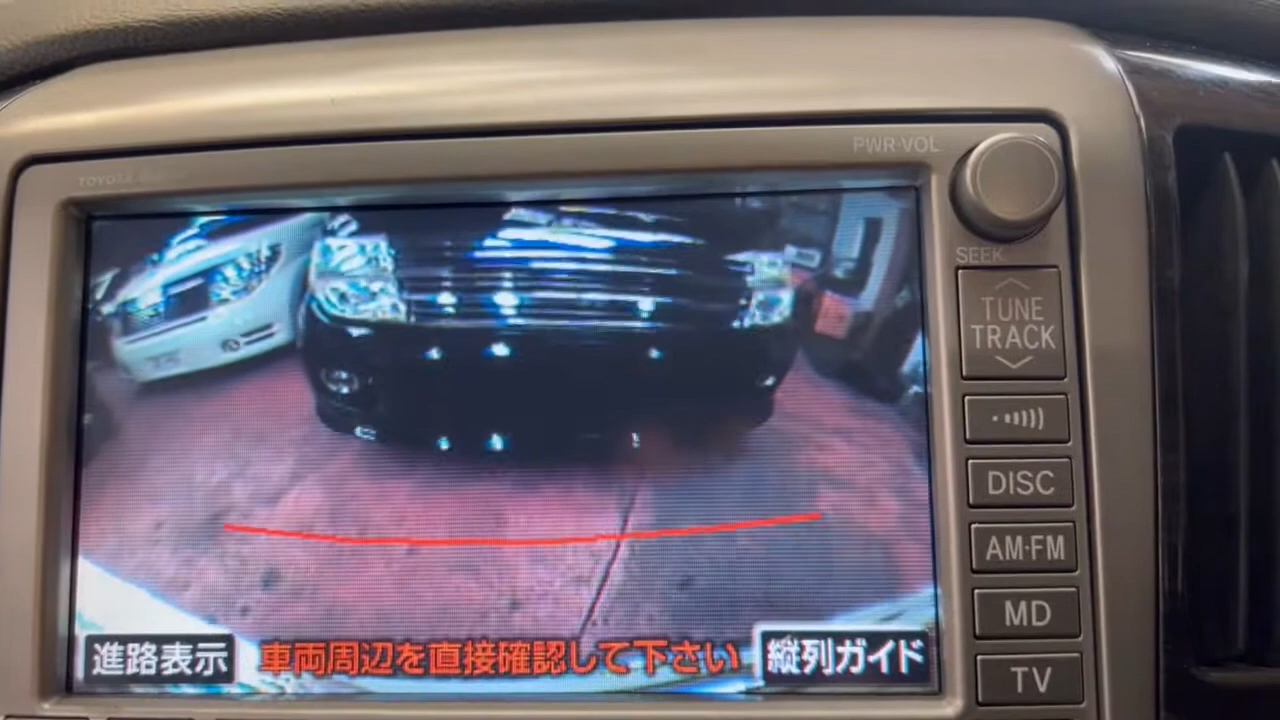 TOYOTA
PWR·VOL
SEEK
TUNE
TRACK
DISC
AM·FM
MD
TV
進路表示
車両周辺を直接確認して下さい
縦列ガイド